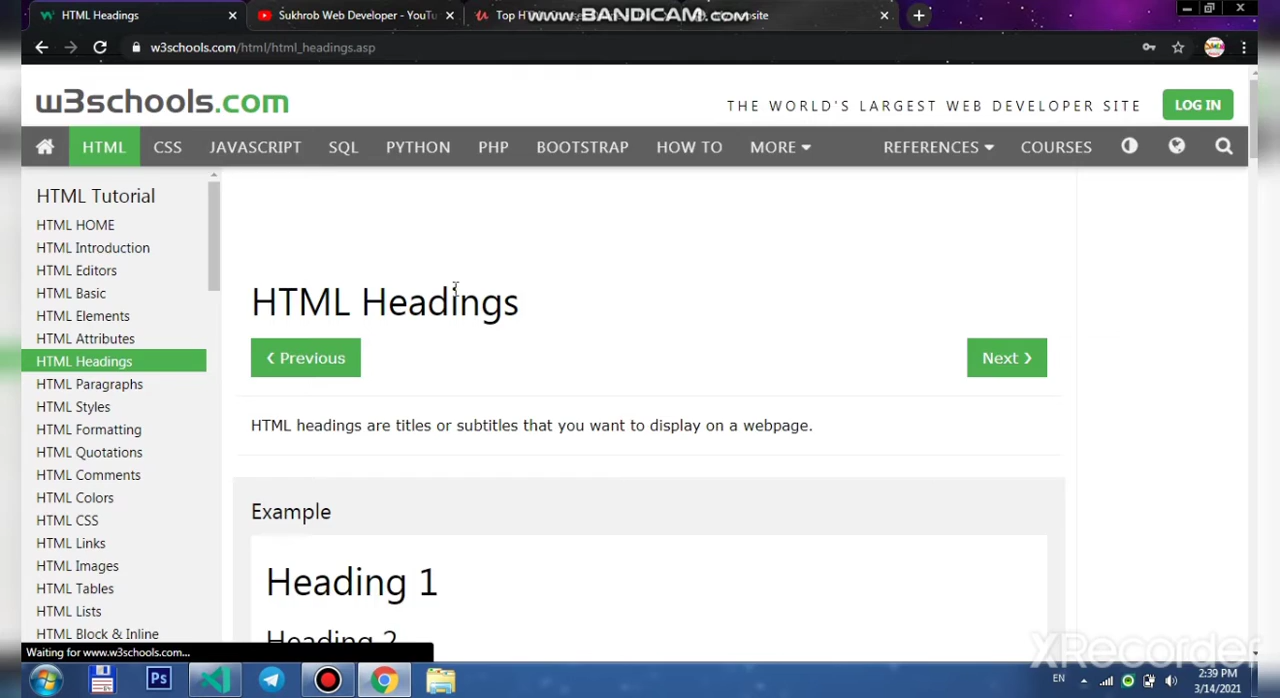 HTML Headings
Sukhrob Web Developer - YouTu
Top HT
www.BANDICAM.com
site
w3schools.com/html/html_headings.asp
w3schools.com
THE WORLD'S LARGEST WEB DEVELOPER SITE
LOG IN
HTML
CSS
JAVASCRIPT
SQL
PYTHON
PHP
BOOTSTRAP
HOW TO
MORE
REFERENCES
COURSES
HTML Tutorial
HTML HOME
HTML Introduction
HTML Editors
HTML Basic
HTML Elements
HTML Attributes
HTML Headings
HTML Paragraphs
HTML Styles
HTML Formatting
HTML Quotations
HTML Comments
HTML Colors
HTML CSS
HTML Links
HTML Images
HTML Tables
HTML Lists
HTML Block & Inline
HTML Headings
❮ Previous
Next ❯
HTML headings are titles or subtitles that you want to display on a webpage.
Example
Heading 1
Heading 2
Waiting for www.w3schools.com...
XRecorder
Ps
EN
2:39 PM
3/14/2021